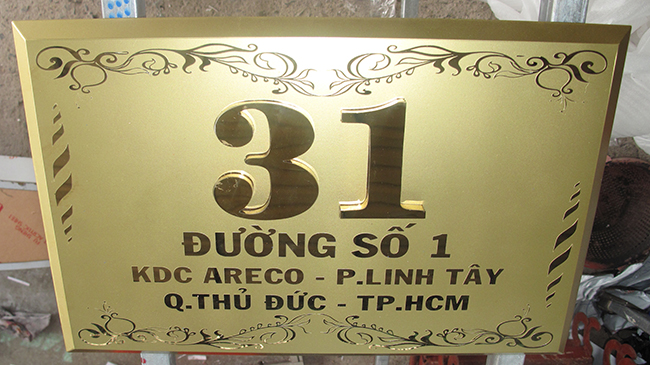 31
ĐƯỜNG SỐ 1
KDC ARECO - P.LINH TÂY
Q.THỦ ĐỨC - TP.HCM